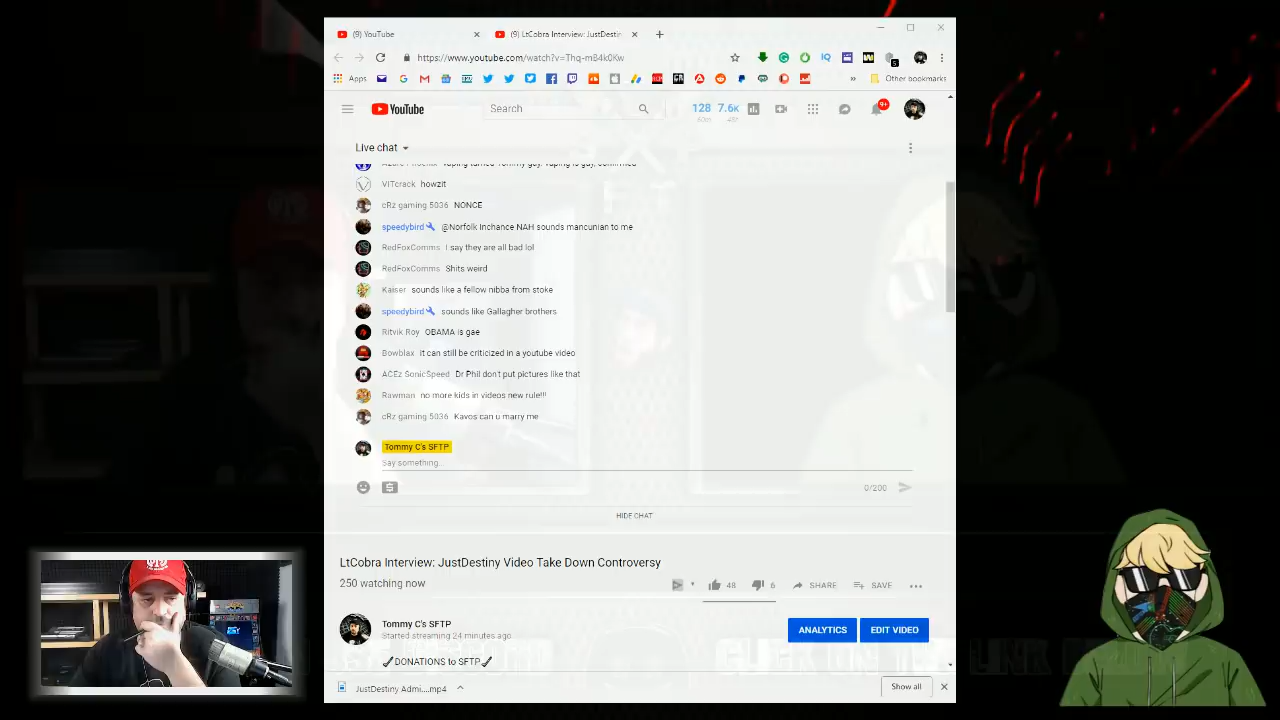 (9) YouTube
(9) LtCobra Interview: JustDestin
https://www.youtube.com/watch?v=Thq-m84k0Kw
Apps
Other bookmarks
YouTube
Search
128
60m
7.6K
48h
9+
Live chat
VITcrack howzit
cRz gaming 5036 NONCE
speedybird @Norfolk Inchance NAH sounds mancunian to me
RedFoxComms I say they are all bad lol
RedFoxComms Shits weird
Kaiser sounds like a fellow nibba from stoke
speedybird sounds like Gallagher brothers
Ritvik Roy OBAMA is gae
Bowblax it can still be criticized in a youtube video
ACEz SonicSpeed Dr Phil don't put pictures like that
Rawman no more kids in videos new rule!!!
cRz gaming 5036 Kavos can u marry me
Tommy C's SFTP
Say something...
0/200
HIDE CHAT
LtCobra Interview: JustDestiny Video Take Down Controversy
250 watching now
48
6
SHARE
SAVE
Tommy C's SFTP
Started streaming 24 minutes ago
ANALYTICS
EDIT VIDEO
DONATIONS to SFTP
JustDestiny Admi....mp4
Show all